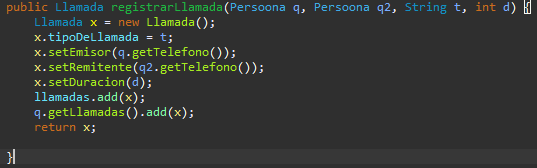 public Llamada registrarLlamada(Persoona q, Persoona q2, String t, int d) {
Llamada x = new Llamada();
x.tipoDeLlamada = t;
x.setEmisor(q.getTelefono());
x.setRemitente(q2.getTelefono());
x.setDuracion(d);
llamadas.add(x);
q.getLlamadas().add(x);
return x;
}